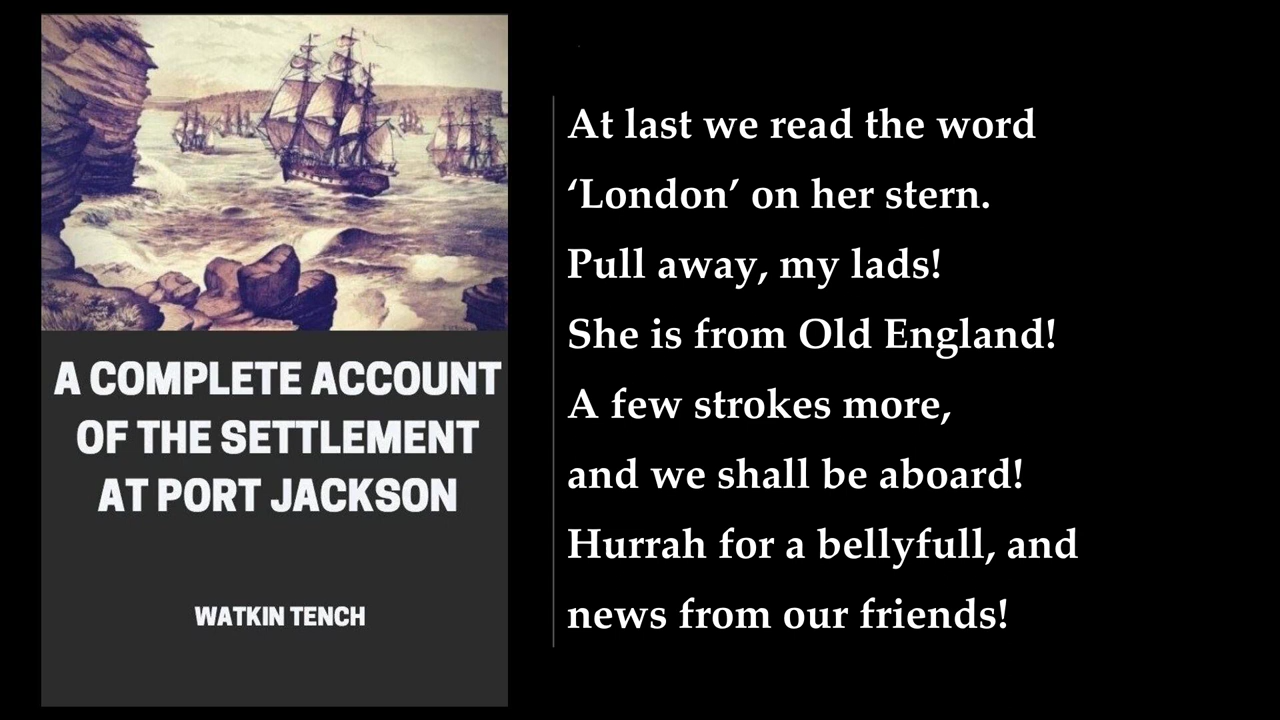 A COMPLETE ACCOUNT
OF THE SETTLEMENT
AT PORT JACKSON
WATKIN TENCH
At last we read the word
‘London’ on her stern.
Pull away, my lads!
She is from Old England!
A few strokes more,
and we shall be aboard!
Hurrah for a bellyfull, and
news from our friends!